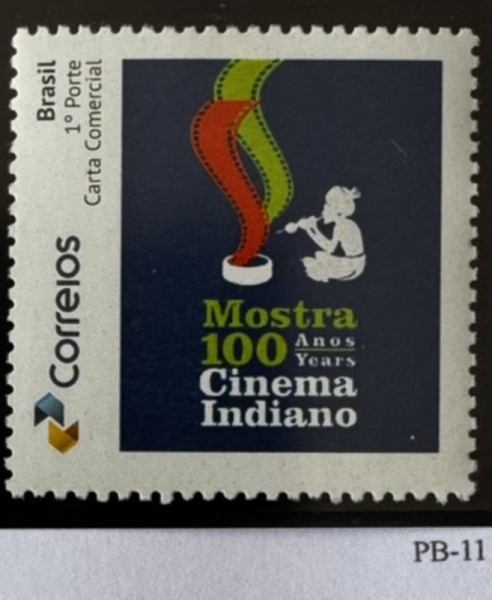 Brasil
1º Porte
Carta Comercial
Correios
Mostra
100 Anos
Years
Cinema
Indiano
PB-11